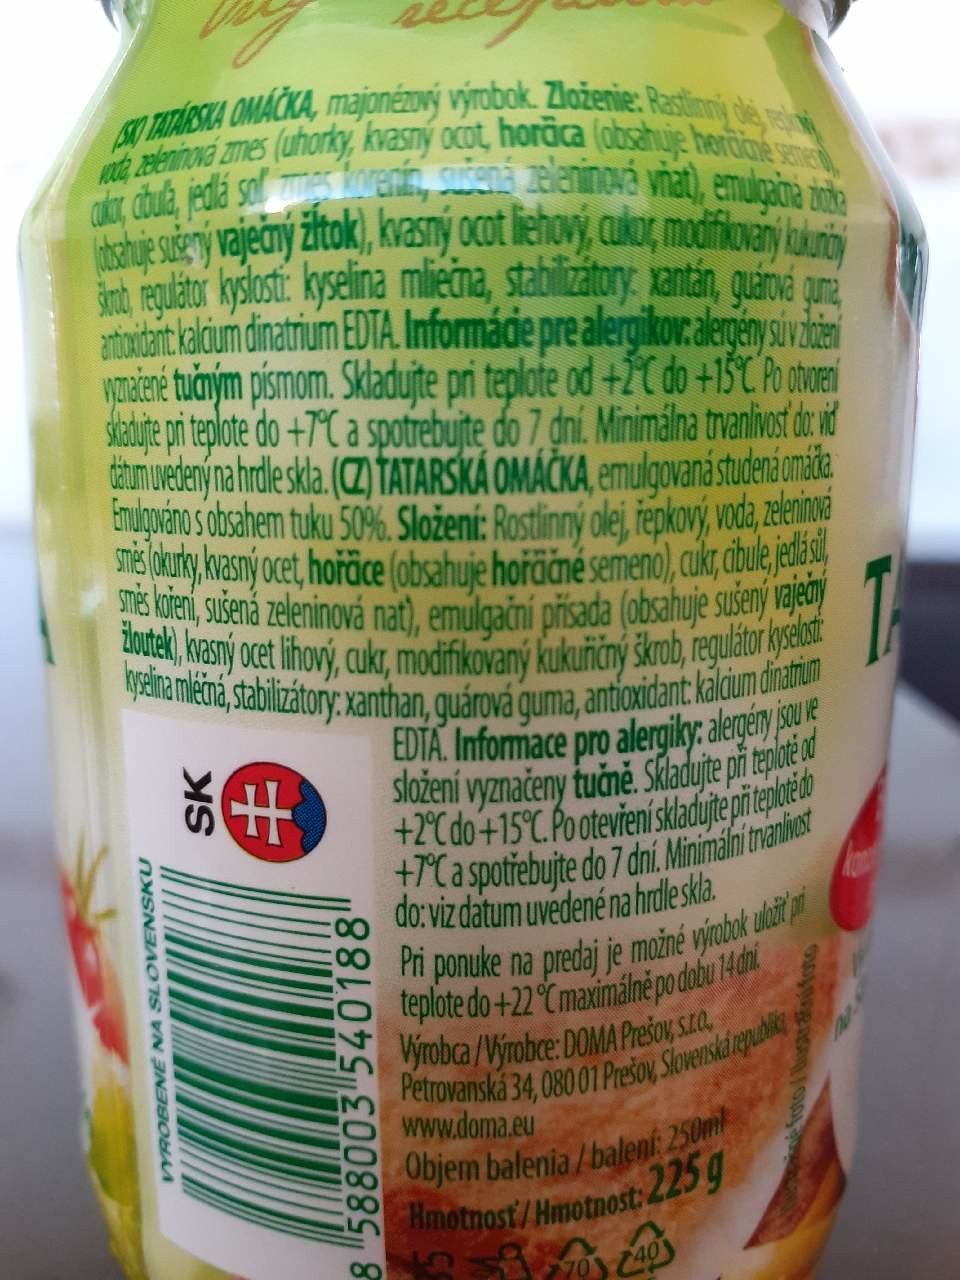 (SK) TATÁRSKA OMÁČKA, majonézový výrobok. Zloženie: Rastlinný olej, repkový,
voda, zeleninová zmes (uhorky, kvasný ocot, horčica (obsahuje horčičné semeno),
cukor, cibuľa, jedlá soľ, zmes korenín, sušená zeleninová vňať), emulgačná zložka
(obsahuje sušený vaječný žĺtok), kvasný ocot liehový, cukor, modifikovaný kukuričný
škrob, regulátor kyslosti: kyselina mliečna, stabilizátory: xantán, guárová guma,
antioxidant: kalcium dinatrium EDTA. Informácie pre alergikov: alergény sú v zložení
vyznačené tučným písmom. Skladujte pri teplote od +2°C do +15°C. Po otvorení
skladujte pri teplote do +7°C a spotrebujte do 7 dní. Minimálna trvanlivosť do: viď
dátum uvedený na hrdle skla. (CZ) TATARSKÁ OMÁČKA, emulgovaná studená omáčka.
Emulgováno s obsahem tuku 50%. Složení: Rostlinný olej, řepkový, voda, zeleninová
směs (okurky, kvasný ocet, hořčice (obsahuje hořčičné semeno), cukr, cibule, jedlá sůl,
směs koření, sušená zeleninová nať), emulgační přísada (obsahuje sušený vaječný
žloutek), kvasný ocet lihový, cukr, modifikovaný kukuřičný škrob, regulátor kyselosti:
kyselina mléčná, stabilizátory: xanthan, guárová guma, antioxidant: kalcium dinatrium
EDTA. Informace pro alergiky: alergény jsou ve
složení vyznačeny tučně. Skladujte při teplotě od
+2°C do +15°C. Po otevření skladujte při teplotě do
+7°C a spotřebujte do 7 dní. Minimální trvanlivost
do: viz datum uvedené na hrdle skla.
Pri ponuke na predaj je možné výrobok uložiť pri
teplote do +22 °C maximálně po dobu 14 dní.
Výrobca / Výrobce: DOMA Prešov, s.r.o.,
Petrovanská 34, 080 01 Prešov, Slovenská republika,
www.doma.eu
Objem balenia / balení: 250ml
Hmotnosť / Hmotnost: 225 g
SK
VYROBENÉ NA SLOVENSKU
8 588003 540188
70
40